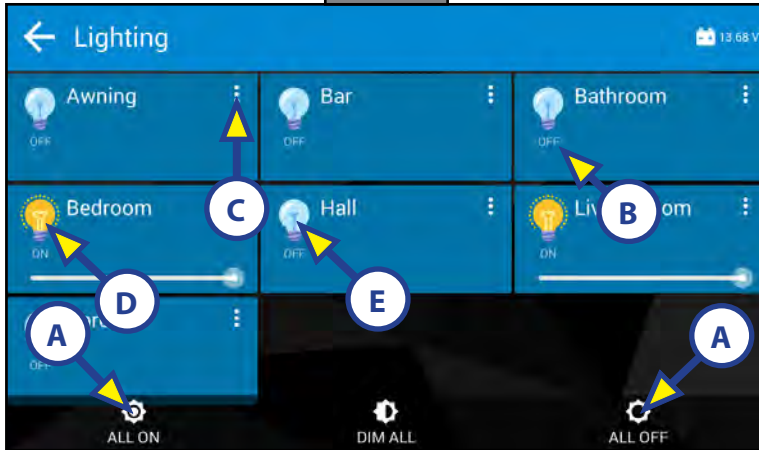 Lighting 13.68 V
Awning Bar Bathroom
OFF OFF OFF
C B
Bedroom Hall
ON OFF ON
D E
A A
OFF
ALL ON DIM ALL ALL OFF